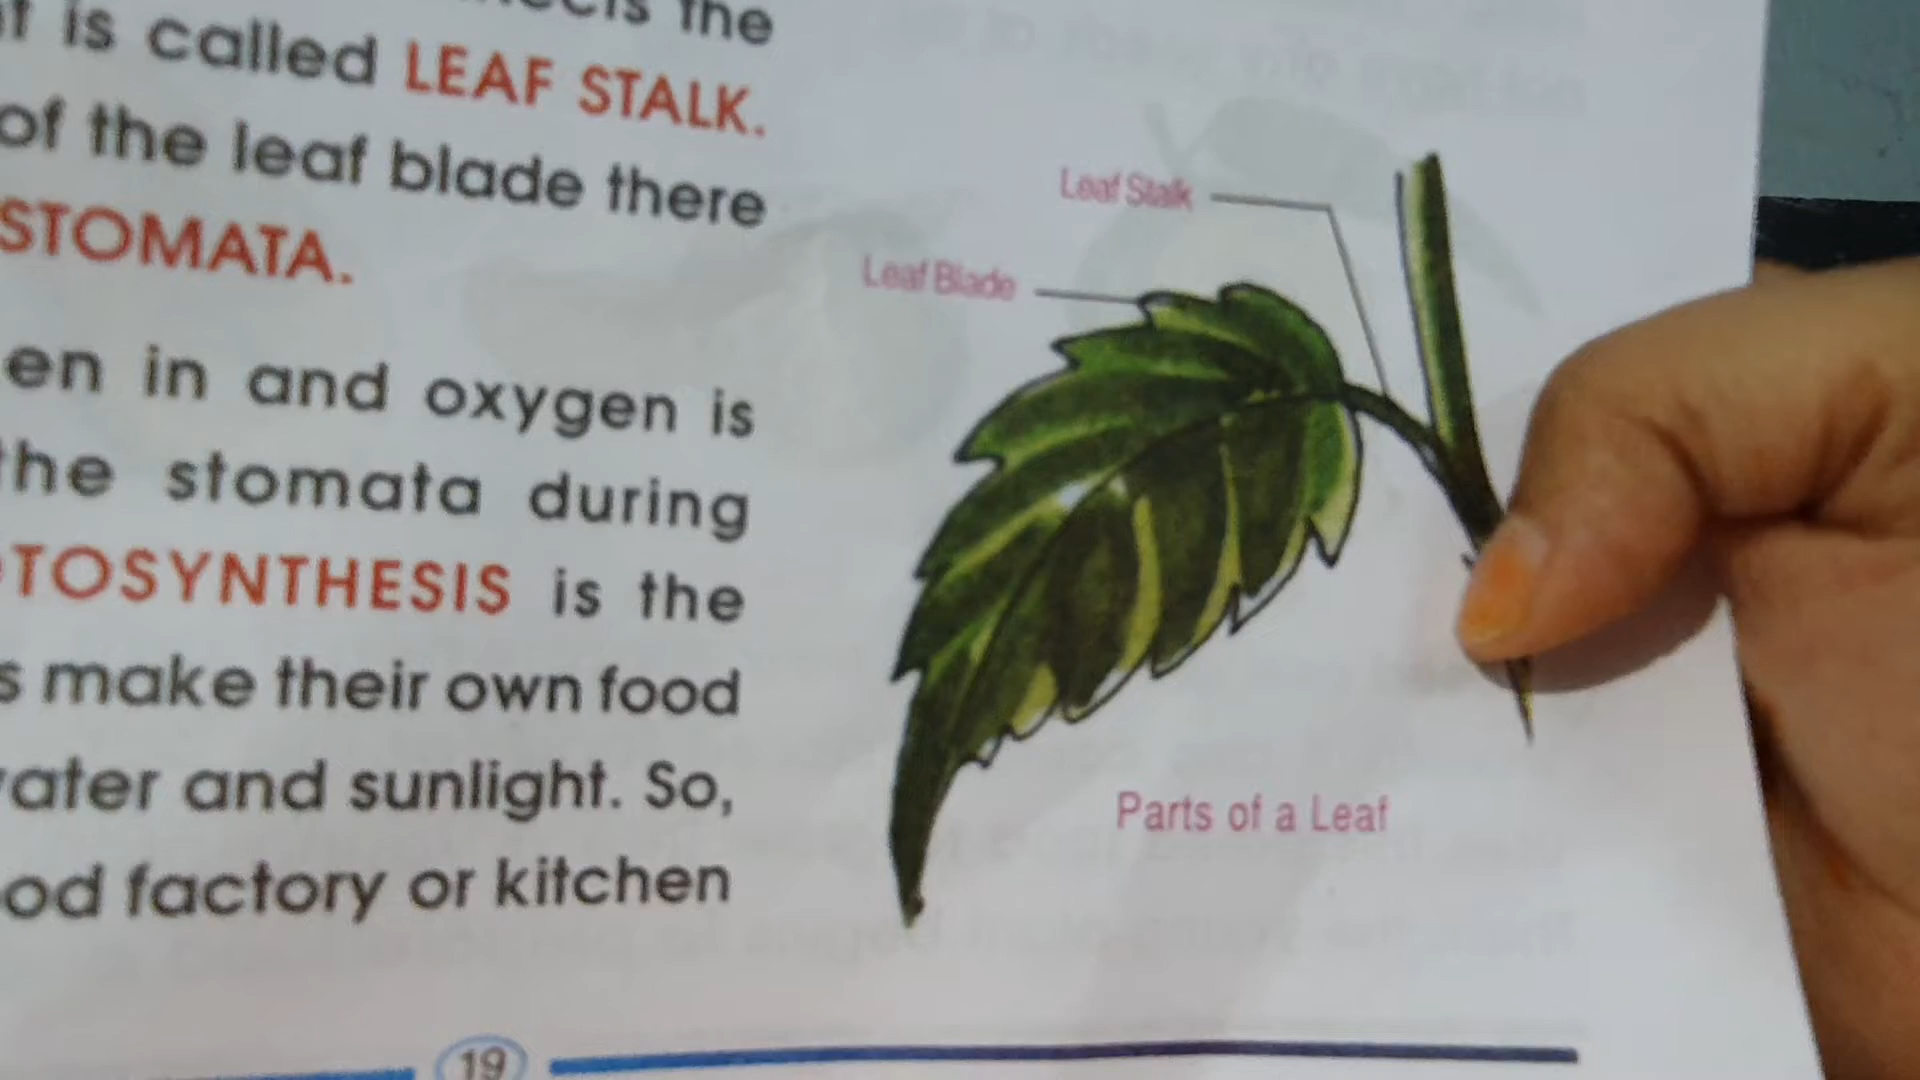 the
is called LEAF STALK.
of the leaf blade there
STOMATA.
en in and oxygen is
the stomata during
TOSYNTHESIS is the
s make their own food
ater and sunlight. So,
od factory or kitchen
Leaf Stalk
Leaf Blade
Parts of a Leaf
19